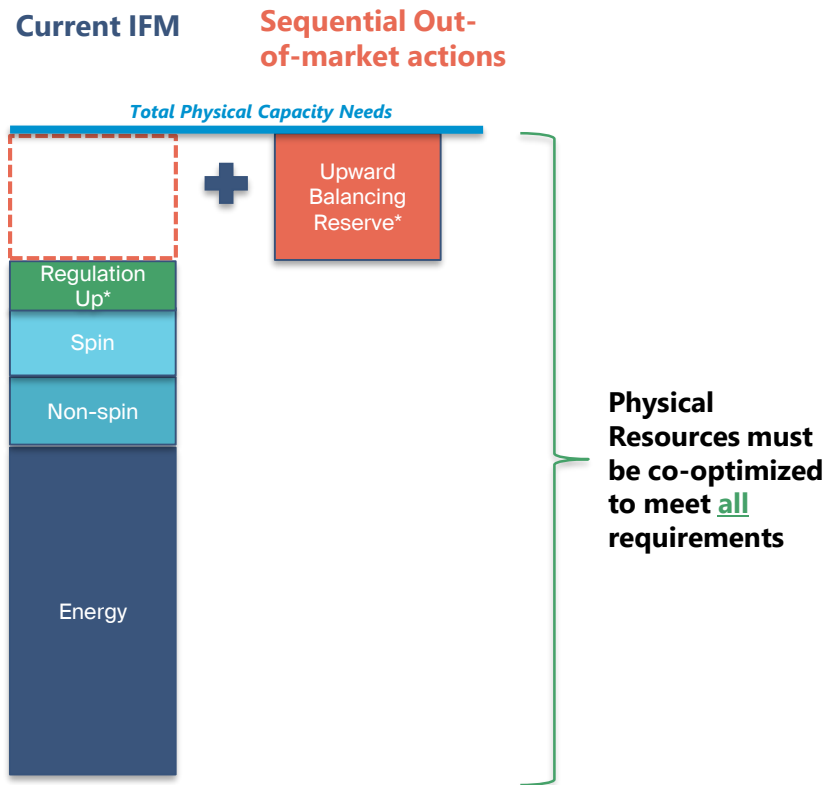 Current IFM
Sequential Out-
of-market actions
Total Physical Capacity Needs
Upward
Balancing
Reserve*
Regulation
Up*
Spin
Non-spin
Energy
Physical
Resources must
be co-optimized
to meet all
requirements